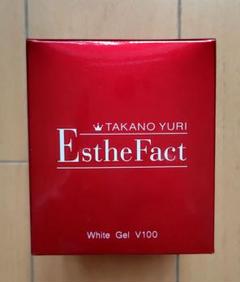 TAKANO YURI
EstheFact
White Gel V100